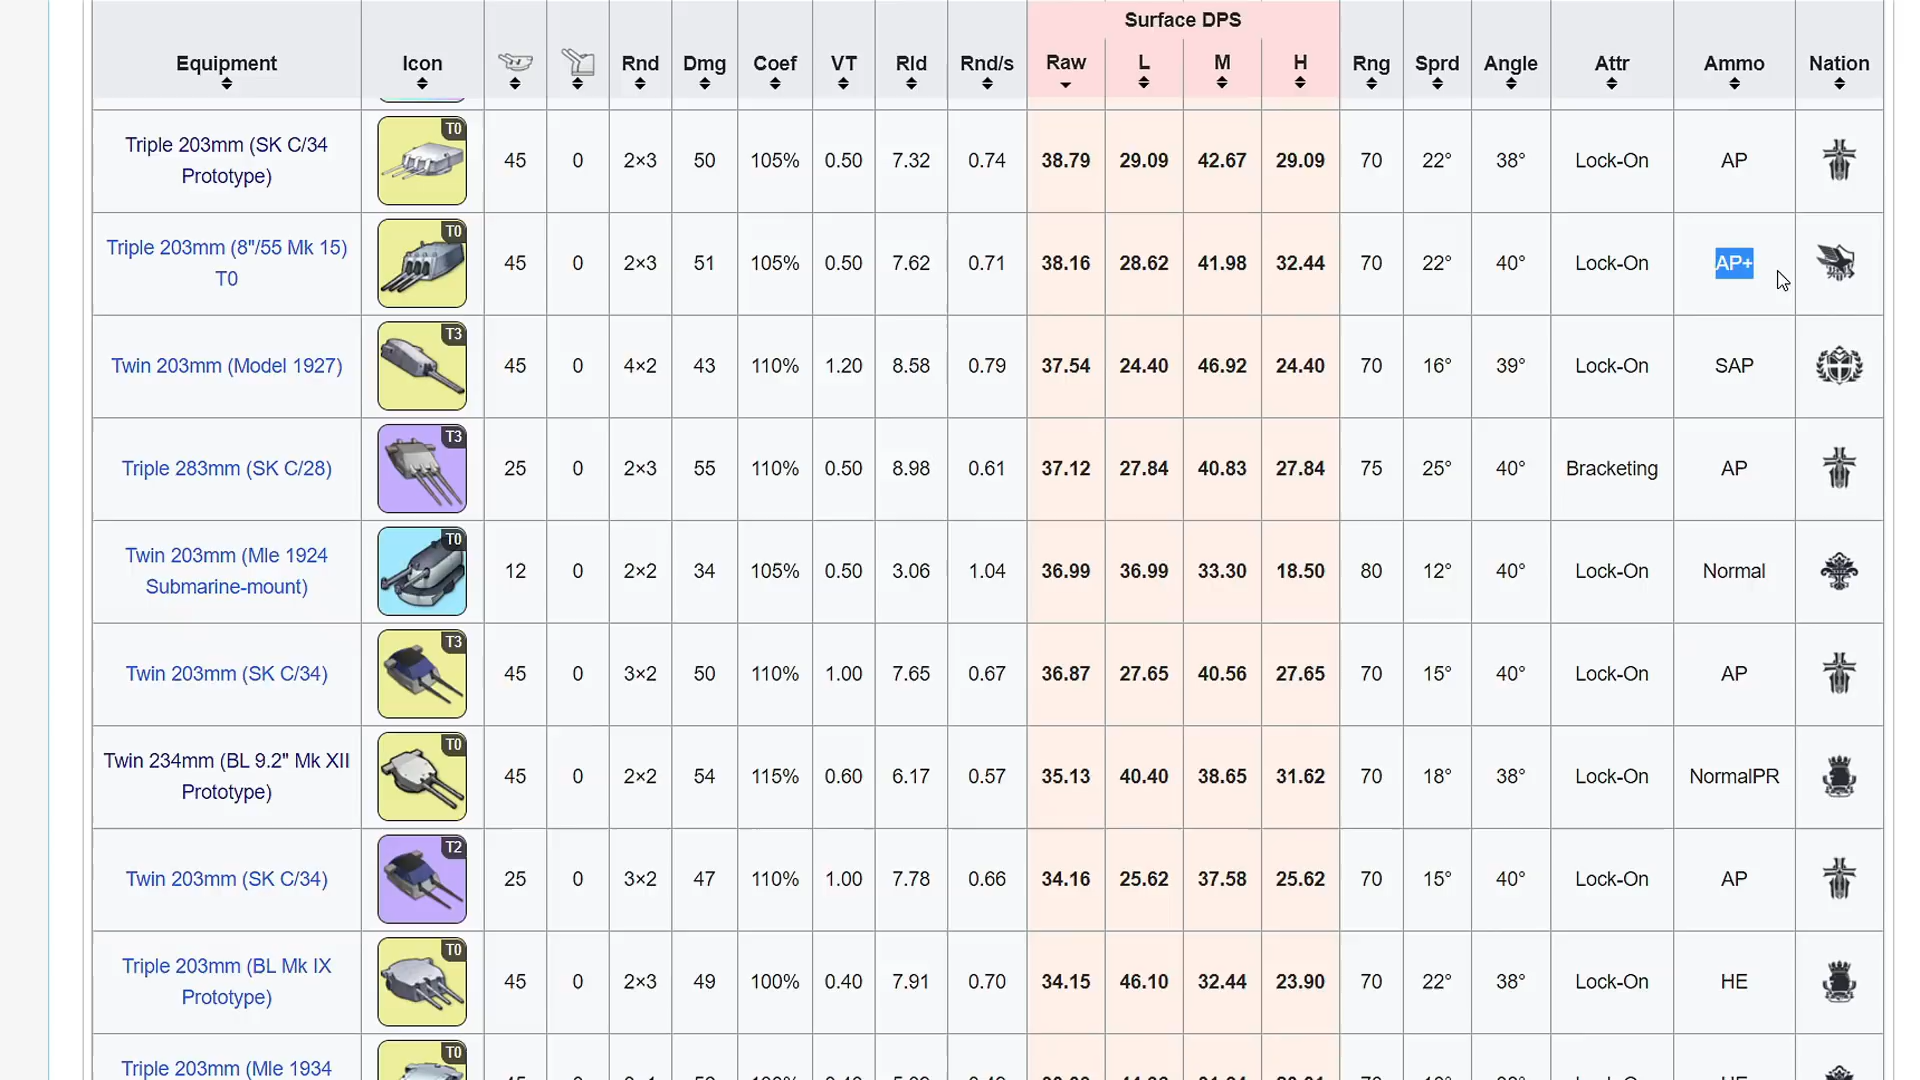 Surface DPS
Equipment Icon Rnd Dmg Coef VT Rld Rnd/s Raw L M H Rng Sprd Angle Attr Ammo Nation
Triple 203mm (SK C/34
Prototype) T0 45 0 2×3 50 105% 0.50 7.32 0.74 38.79 29.09 42.67 29.09 70 22° 38° Lock-On AP
Triple 203mm (8"/55 Mk 15)
T0 T0 45 0 2×3 51 105% 0.50 7.62 0.71 38.16 28.62 41.98 32.44 70 22° 40° Lock-On AP+
Twin 203mm (Model 1927) T3 45 0 4×2 43 110% 1.20 8.58 0.79 37.54 24.40 46.92 24.40 70 16° 39° Lock-On SAP
Triple 283mm (SK C/28) T3 25 0 2×3 55 110% 0.50 8.98 0.61 37.12 27.84 40.83 27.84 75 25° 40° Bracketing AP
Twin 203mm (Mle 1924
Submarine-mount) T0 12 0 2×2 34 105% 0.50 3.06 1.04 36.99 36.99 33.30 18.50 80 12° 40° Lock-On Normal
Twin 203mm (SK C/34) T3 45 0 3×2 50 110% 1.00 7.65 0.67 36.87 27.65 40.56 27.65 70 15° 40° Lock-On AP
Twin 234mm (BL 9.2" Mk XII
Prototype) T0 45 0 2×2 54 115% 0.60 6.17 0.57 35.13 40.40 38.65 31.62 70 18° 38° Lock-On NormalPR
Twin 203mm (SK C/34) T2 25 0 3×2 47 110% 1.00 7.78 0.66 34.16 25.62 37.58 25.62 70 15° 40° Lock-On AP
Triple 203mm (BL Mk IX
Prototype) T0 45 0 2×3 49 100% 0.40 7.91 0.70 34.15 46.10 32.44 23.90 70 22° 38° Lock-On HE
Triple 203mm (Mle 1934 T0